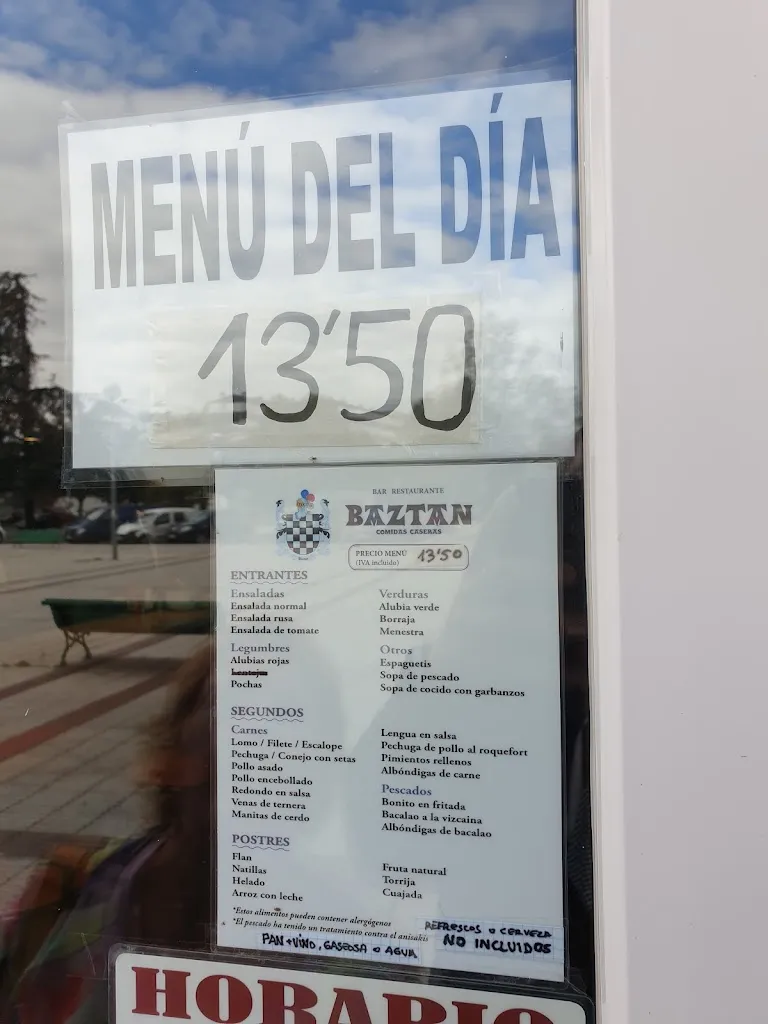 MENÚ DEL DÍA
13'50
BAR RESTAURANTE
BAZTAN
COMIDAS CASERAS
PRECIO MENU 13'50
(IVA incluido)
ENTRANTES
Ensaladas
Ensalada normal
Ensalada rusa
Ensalada de tomate
Verduras
Alubia verde
Borraja
Menestra
Legumbres
Alubias rojas
Pochas
Otros
Espaguetis
Sopa de pescado
Sopa de cocido con garbanzos
SEGUNDOS
Carnes
Lomo / Filete / Escalope
Pechuga / Conejo con setas
Pollo asado
Pollo encebollado
Redondo en salsa
Venas de ternera
Manitas de cerdo
Lengua en salsa
Pechuga de pollo al roquefort
Pimientos rellenos
Albóndigas de carne
Pescados
Bonito en fritada
Bacalao a la vizcaina
Albóndigas de bacalao
POSTRES
Flan
Natillas
Helado
Arroz con leche
Fruta natural
Torrija
Cuajada
*Estos alimentos pueden contener alergógenos
*El pescado ha tenido un tratamiento contra el anisakis
PAN + VINO, GASEOSA O AGUA
REFRESCOS O CERVEZA
NO INCLUIDOS
HORARIO